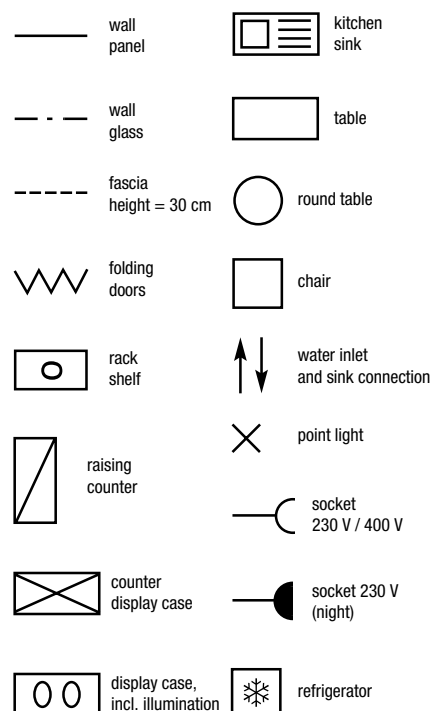 wall
panel
wall
glass
fascia
height = 30 cm
folding
doors
rack
shelf
raising
counter
counter
display case
display case,
incl. illumination
kitchen
sink
table
round table
chair
water inlet
and sink connection
point light
socket
230 V / 400 V
socket 230 V
(night)
refrigerator